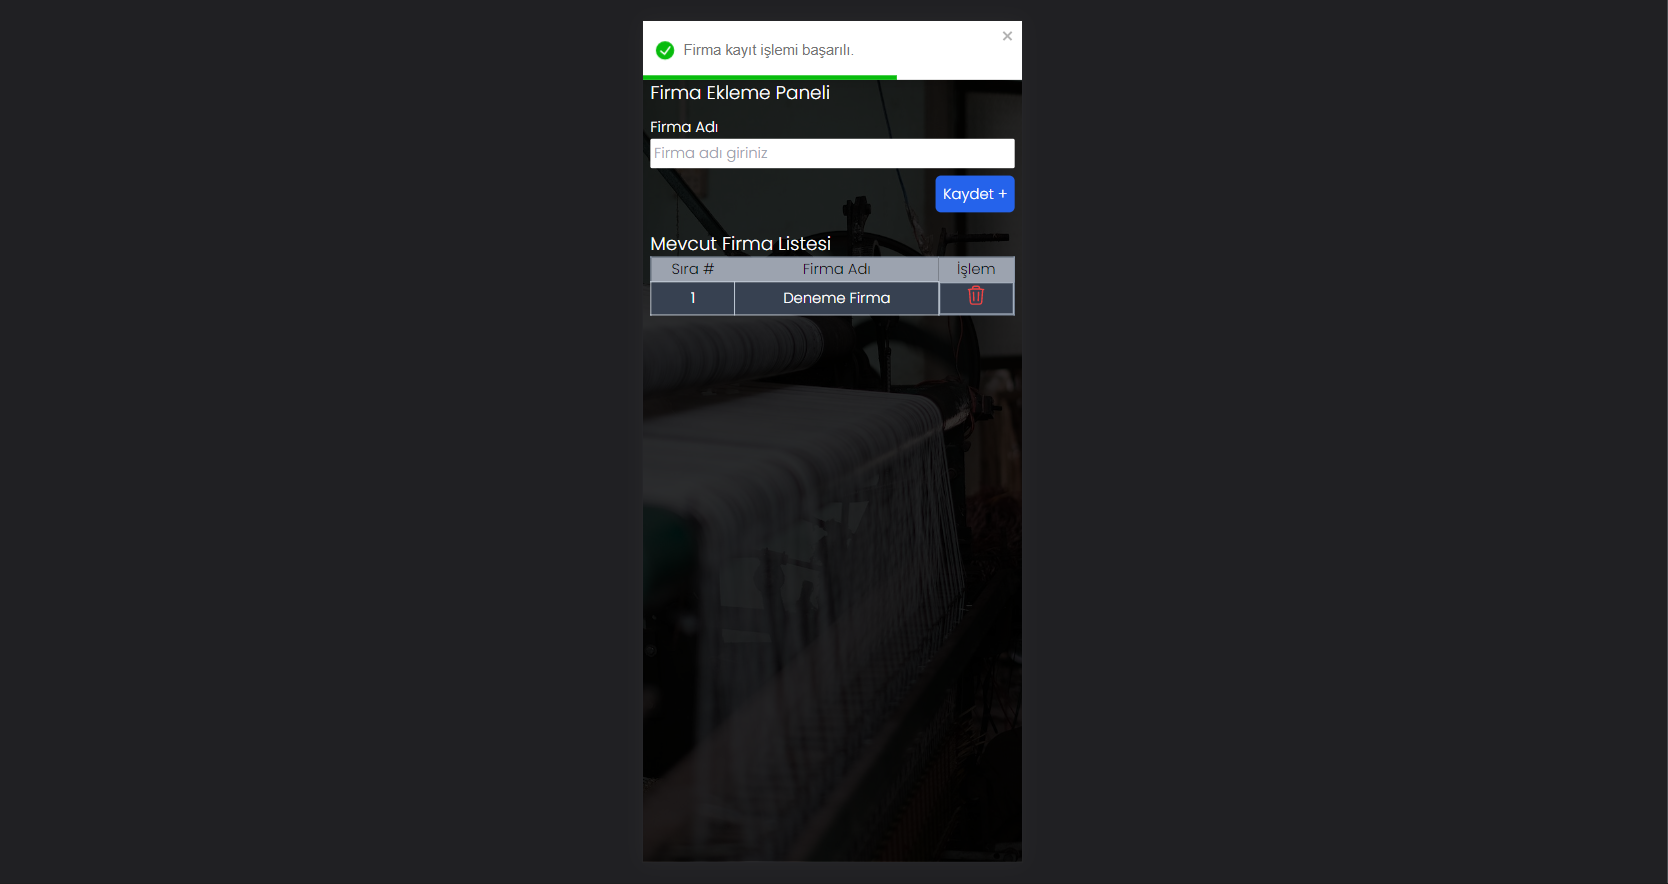 Firma kayıt işlemi başarılı.
Firma Ekleme Paneli
Firma Adı
Firma adı giriniz
Kaydet +
Mevcut Firma Listesi
Sıra # Firma Adı İşlem
1 Deneme Firma